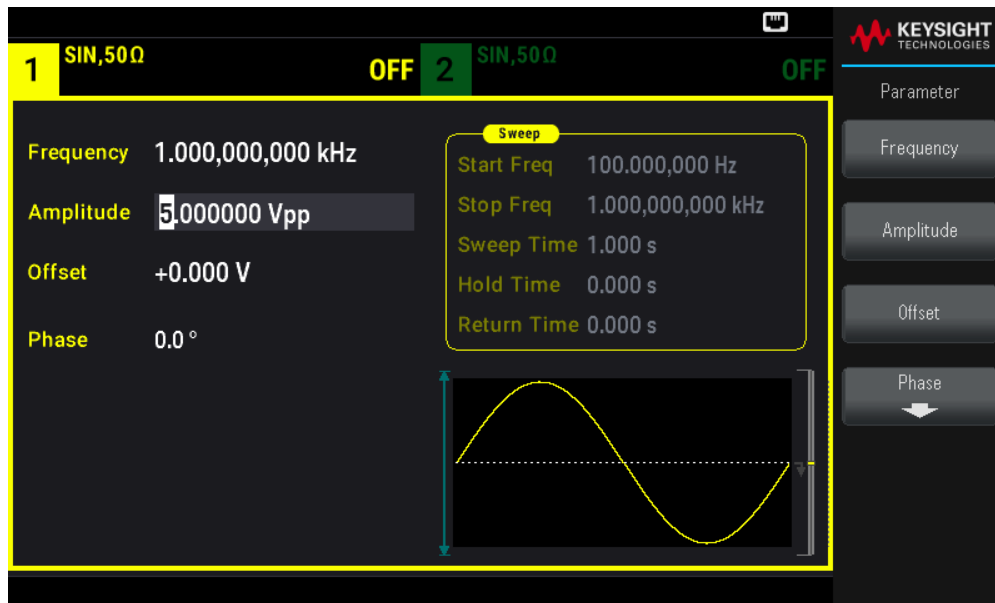 KEYSIGHT
TECHNOLOGIES
1 SIN,50Ω OFF 2 SIN,50Ω OFF
Parameter
Frequency 1.000,000,000 kHz
Amplitude 5.000000 Vpp
Offset +0.000 V
Phase 0.0 °
Sweep
Start Freq 100.000,000 Hz
Stop Freq 1.000,000,000 kHz
Sweep Time 1.000 s
Hold Time 0.000 s
Return Time 0.000 s
Frequency
Amplitude
Offset
Phase